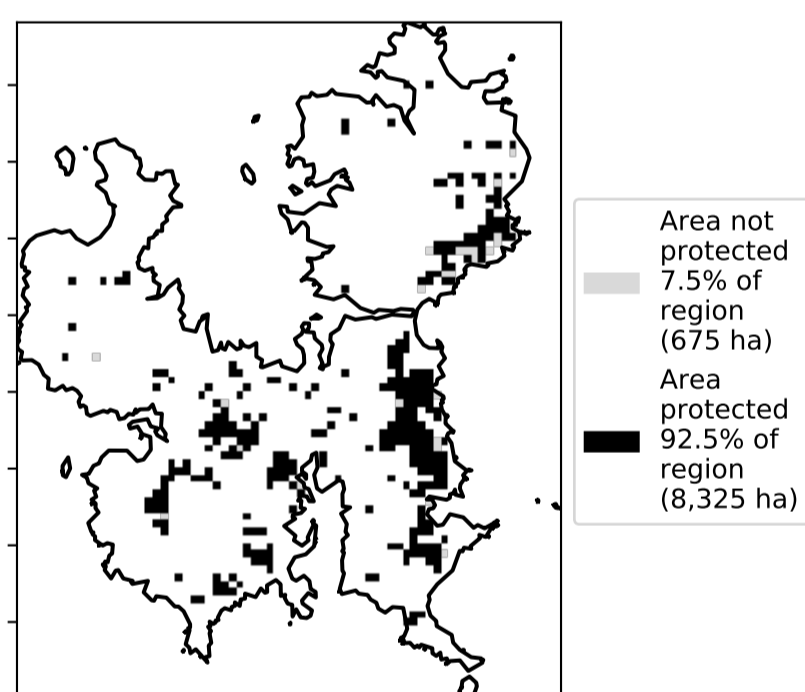 Area not
protected
7.5% of
region
(675 ha)
Area
protected
92.5% of
region
(8,325 ha)